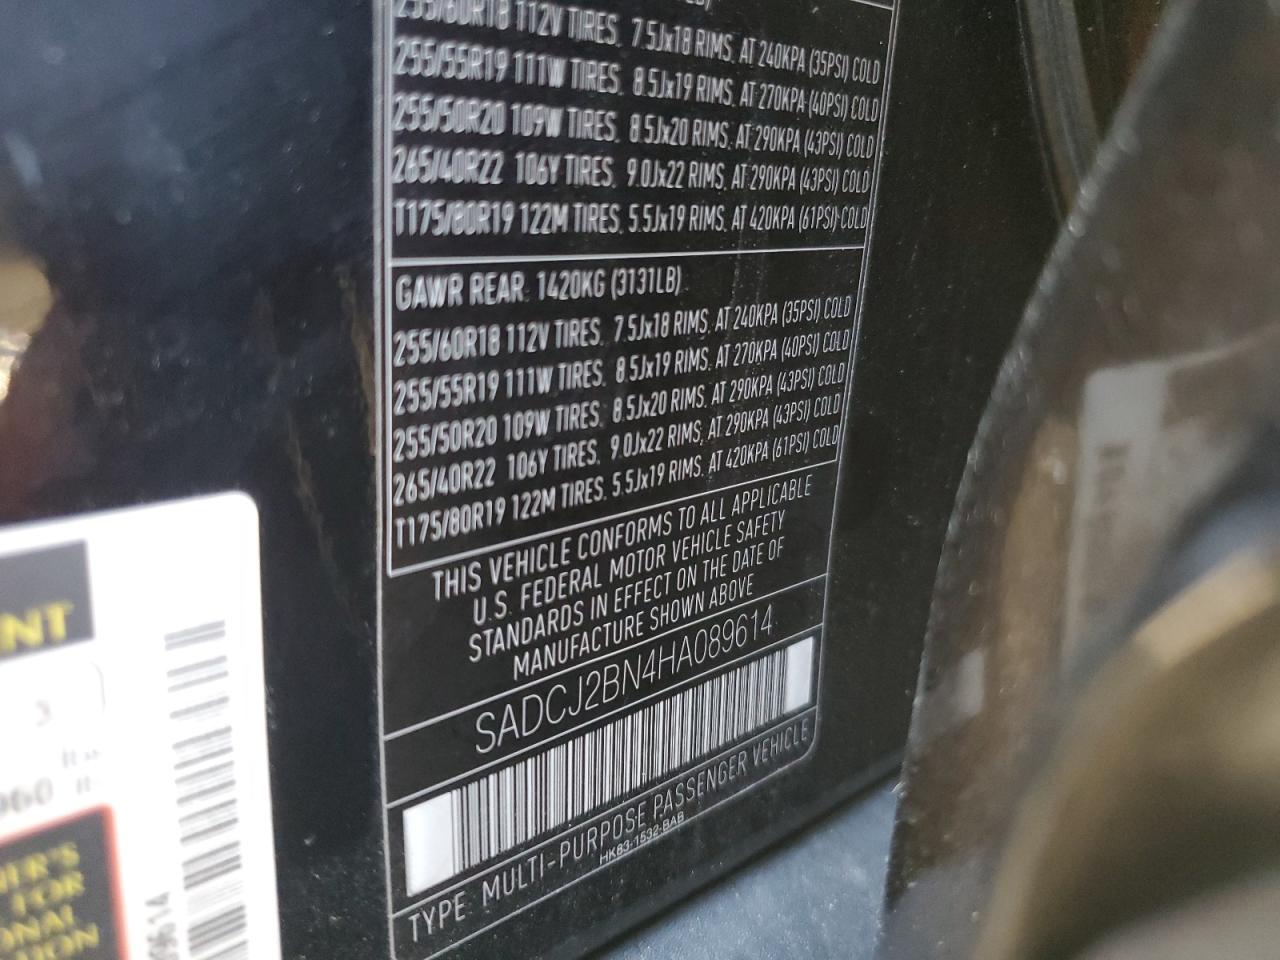 255/60R18 112V TIRES, 7.5Jx18 RIMS, AT 240KPA (35PSI) COLD
255/55R19 111W TIRES, 8.5Jx19 RIMS, AT 270KPA (40PSI) COLD
255/50R20 109W TIRES, 8.5Jx20 RIMS, AT 290KPA (43PSI) COLD
265/40R22 106Y TIRES, 9.0Jx22 RIMS, AT 290KPA (43PSI) COLD
T175/80R19 122M TIRES, 5.5Jx19 RIMS, AT 420KPA (61PSI) COLD
GAWR REAR: 1420KG (3131LB)
255/60R18 112V TIRES, 7.5Jx18 RIMS, AT 240KPA (35PSI) COLD
255/55R19 111W TIRES, 8.5Jx19 RIMS, AT 270KPA (40PSI) COLD
255/50R20 109W TIRES, 8.5Jx20 RIMS, AT 290KPA (43PSI) COLD
265/40R22 106Y TIRES, 9.0Jx22 RIMS, AT 290KPA (43PSI) COLD
T175/80R19 122M TIRES, 5.5Jx19 RIMS, AT 420KPA (61PSI) COLD
THIS VEHICLE CONFORMS TO ALL APPLICABLE
U.S. FEDERAL MOTOR VEHICLE SAFETY
STANDARDS IN EFFECT ON THE DATE OF
MANUFACTURE SHOWN ABOVE
SADCJ2BN4HA089614
TYPE MULTI-PURPOSE PASSENGER VEHICLE
HK83-1532-BAB
NT
960
ER'S
FOR
ONAL
TION
89614